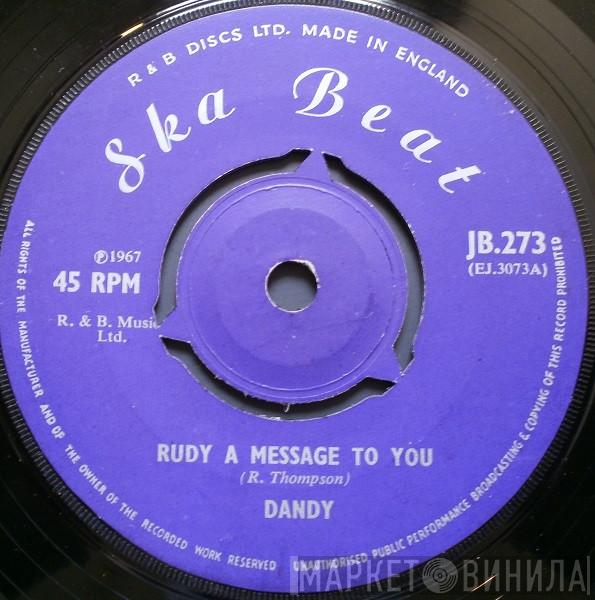 R & B DISCS LTD. MADE IN ENGLAND
Ska Beat
℗1967
45 RPM
R. & B. Music
Ltd.
JB.273
(EJ.3073A)
RUDY A MESSAGE TO YOU
(R. Thompson)
DANDY
ALL RIGHTS OF THE MANUFACTURER AND OF THE OWNER OF THE RECORDED WORK RESERVED
UNAUTHORISED PUBLIC PERFORMANCE BROADCASTING & COPYING OF THIS RECORD PROHIBITED
МАРКЕТ ВИНИЛА